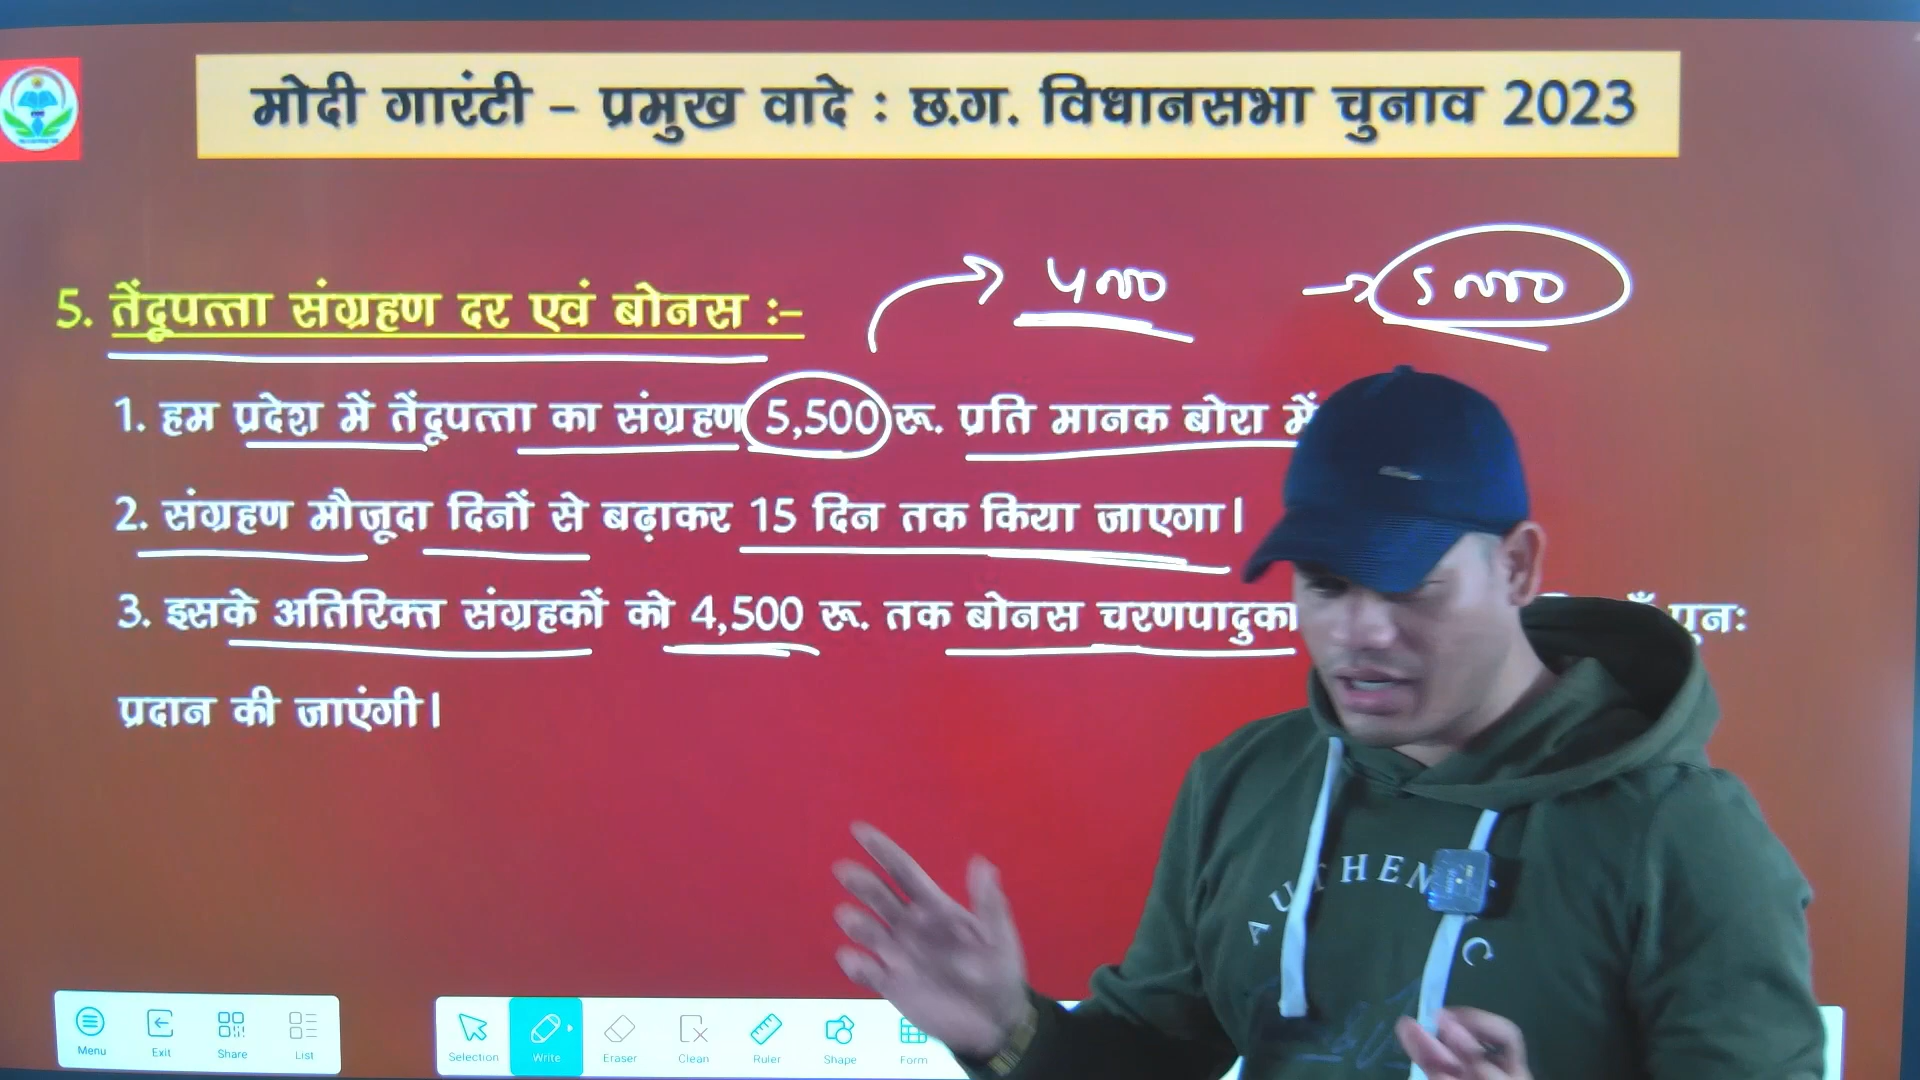 मोदी गारंटी – प्रमुख वादे : छ.ग. विधानसभा चुनाव 2023
4000 → 5000
5. तेंदूपत्ता संग्रहण दर एवं बोनस :–
1. हम प्रदेश में तेंदूपत्ता का संग्रहण 5,500 रू. प्रति मानक बोरा में
2. संग्रहण मौजूदा दिनों से बढ़ाकर 15 दिन तक किया जाएगा।
3. इसके अतिरिक्त संग्रहकों को 4,500 रू. तक बोनस चरणपादुका पुनः
प्रदान की जाएंगी।
AUTHENTIC
Menu Exit Share List Selection Write Eraser Clean Ruler Shape Form